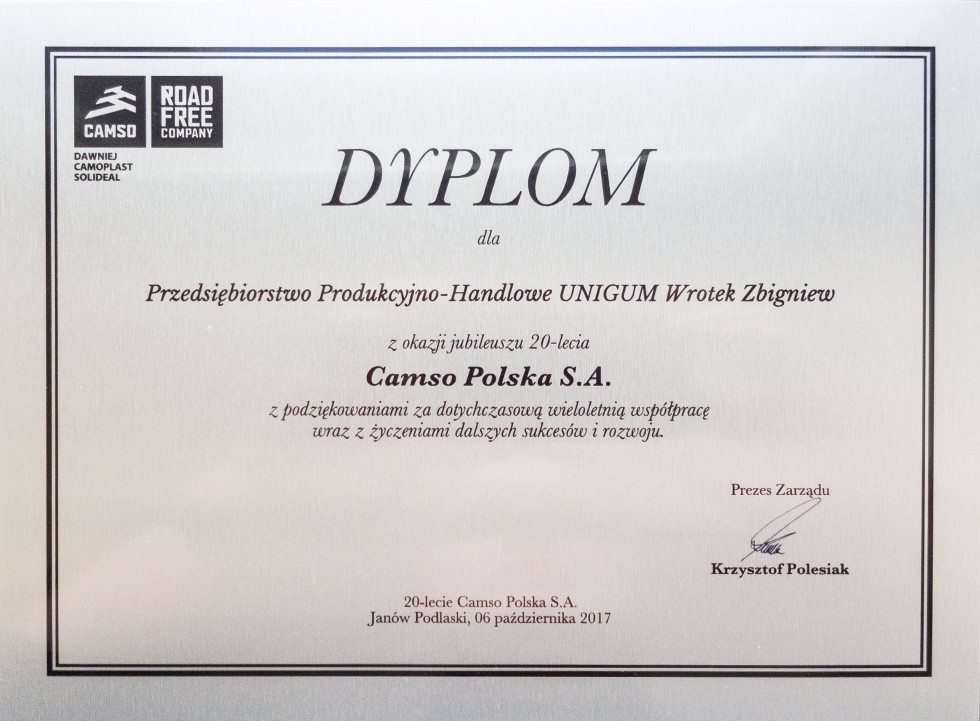 CAMSO
ROAD
FREE
COMPANY
DAWNIEJ
CAMOPLAST
SOLIDEAL
DYPLOM
dla
Przedsiębiorstwo Produkcyjno-Handlowe UNIGUM Wrotek Zbigniew
z okazji jubileuszu 20-lecia
Camso Polska S.A.
z podziękowaniami za dotychczasową wieloletnią współpracę
wraz z życzeniami dalszych sukcesów i rozwoju.
Prezes Zarządu
Krzysztof Polesiak
20-lecie Camso Polska S.A.
Janów Podlaski, 06 października 2017